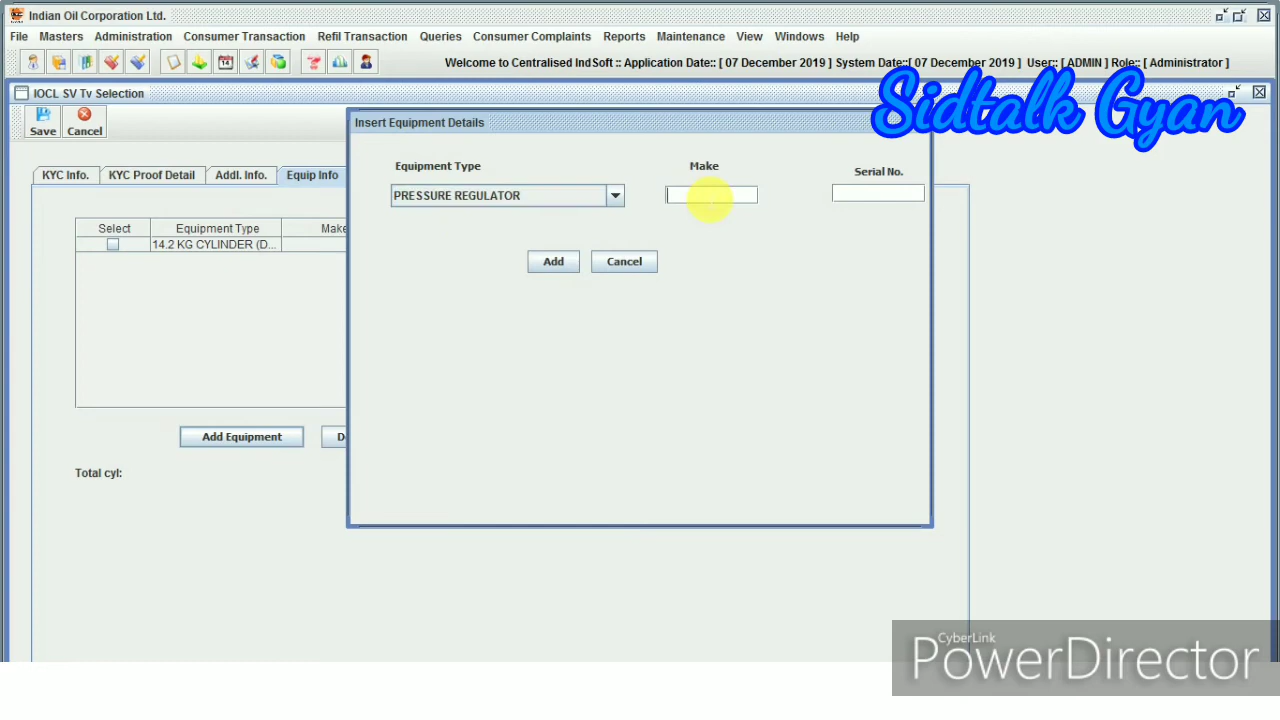 Indian Oil Corporation Ltd.
File Masters Administration Consumer Transaction Refil Transaction Queries Consumer Complaints Reports Maintenance View Windows Help
Welcome to Centralised IndSoft :: Application Date:: [ 07 December 2019 ] System Date::[ 07 December 2019 ] User:: [ ADMIN ] Role:: [ Administrator ]
IOCL SV Tv Selection
Sidtalk Gyan
Save Cancel
Insert Equipment Details
KYC Info. KYC Proof Detail Addl. Info. Equip Info
Equipment Type Make Serial No.
PRESSURE REGULATOR
Select Equipment Type Make
14.2 KG CYLINDER (D...
Add Cancel
Add Equipment
Total cyl:
CyberLink
PowerDirector